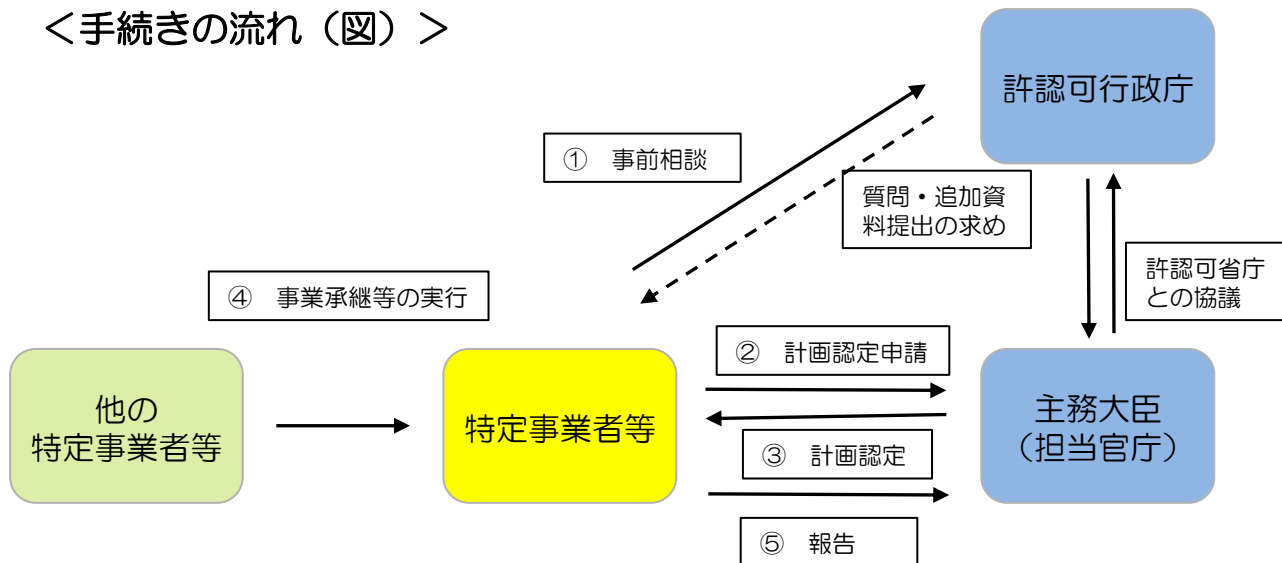 ＜手続きの流れ（図）＞
許認可行政庁
①　事前相談
質問・追加資
料提出の求め
許認可省庁
との協議
④　事業承継等の実行
②　計画認定申請
他の
特定事業者等
特定事業者等
主務大臣
（担当官庁）
③　計画認定
⑤　報告